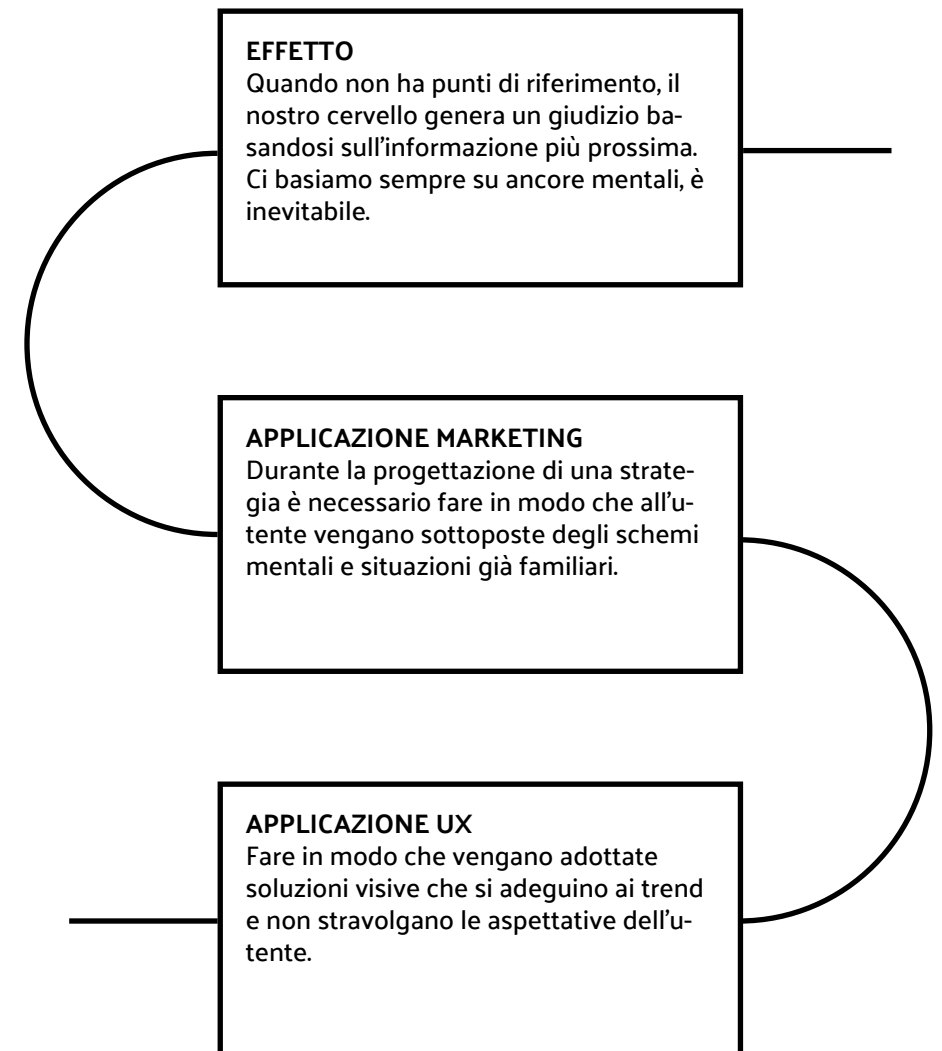 EFFETTO
Quando non ha punti di riferimento, il
nostro cervello genera un giudizio ba-
sandosi sull'informazione più prossima.
Ci basiamo sempre su ancore mentali, è
inevitabile.
APPLICAZIONE MARKETING
Durante la progettazione di una strate-
gia è necessario fare in modo che all'u-
tente vengano sottoposte degli schemi
mentali e situazioni già familiari.
APPLICAZIONE UX
Fare in modo che vengano adottate
soluzioni visive che si adeguino ai trend
e non stravolgano le aspettative dell'u-
tente.